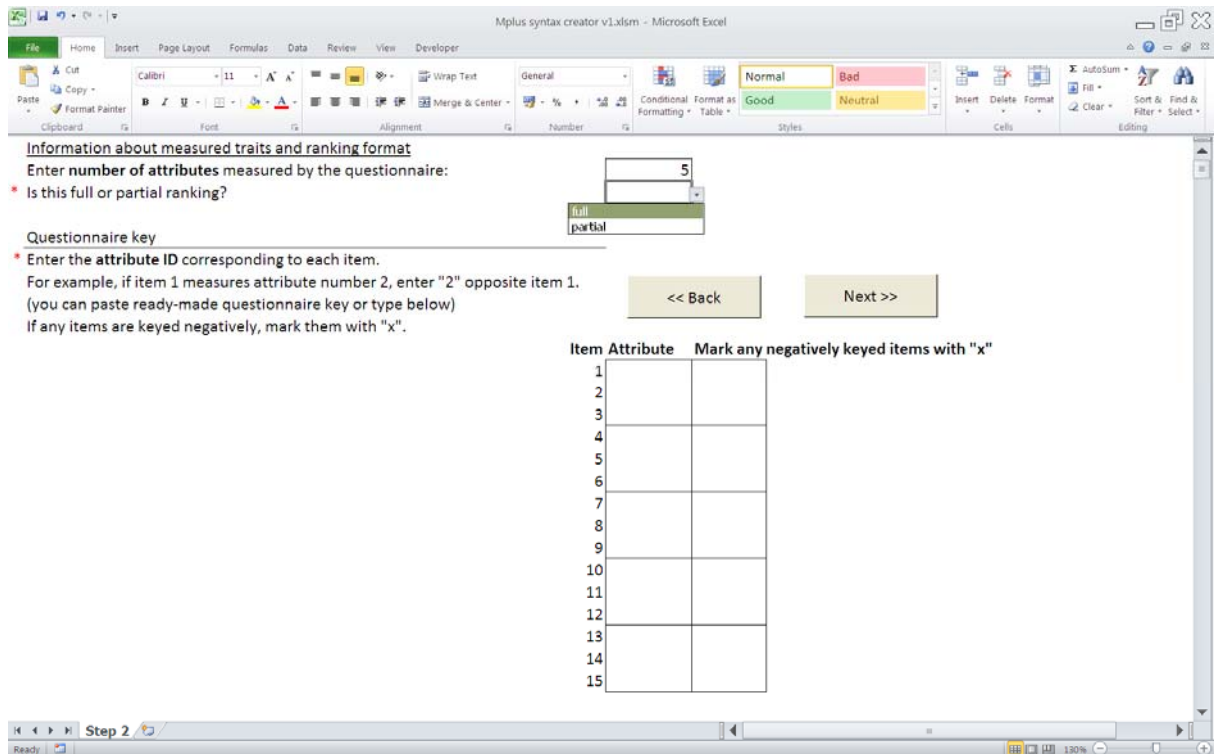 Mplus syntax creator v1.xlsm - Microsoft Excel
File Home Insert Page Layout Formulas Data Review View Developer
Paste
Cut
Copy
Format Painter
Clipboard
Calibri 11 A A
B I U A
Font
Wrap Text
Merge & Center
Alignment
General
%
Number
Conditional Formatting
Format as Table
Normal Bad
Good Neutral
Styles
Insert Delete Format
Cells
Σ AutoSum
Fill
Clear
Sort & Filter
Find & Select
Editing
Information about measured traits and ranking format
Enter number of attributes measured by the questionnaire: 5
* Is this full or partial ranking?
full
partial
Questionnaire key
* Enter the attribute ID corresponding to each item.
For example, if item 1 measures attribute number 2, enter "2" opposite item 1.
(you can paste ready-made questionnaire key or type below)
If any items are keyed negatively, mark them with "x".
<< Back Next >>
Item Attribute Mark any negatively keyed items with "x"
1
2
3
4
5
6
7
8
9
10
11
12
13
14
15
Step 2
Ready 130%